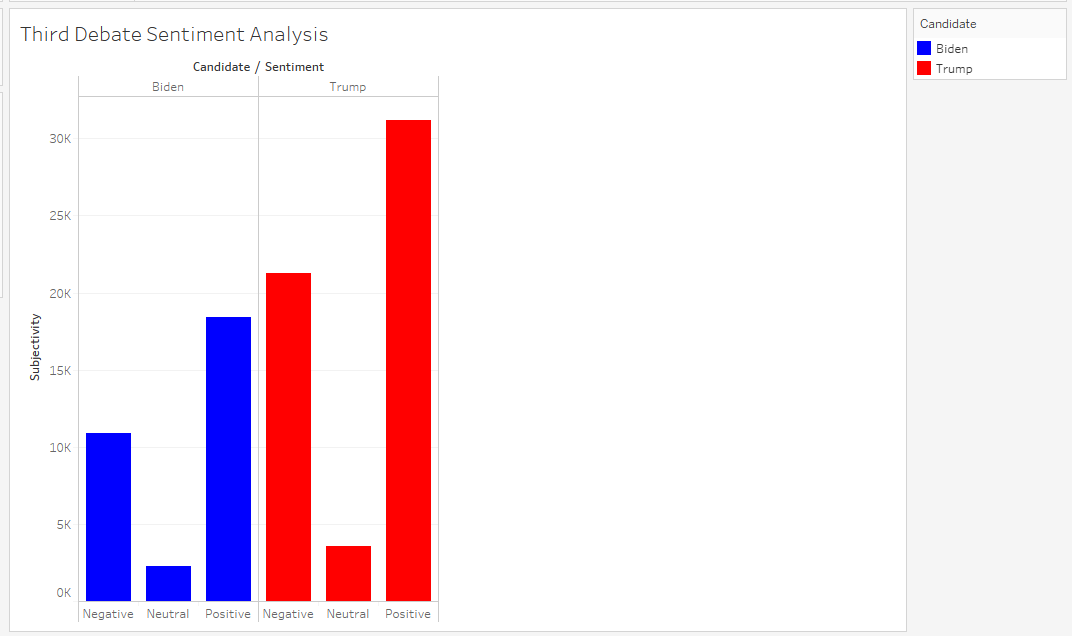 Third Debate Sentiment Analysis
Candidate / Sentiment
Biden Trump
30K
25K
20K
15K
10K
5K
0K
Subjectivity
Negative Neutral Positive Negative Neutral Positive
Candidate
Biden
Trump